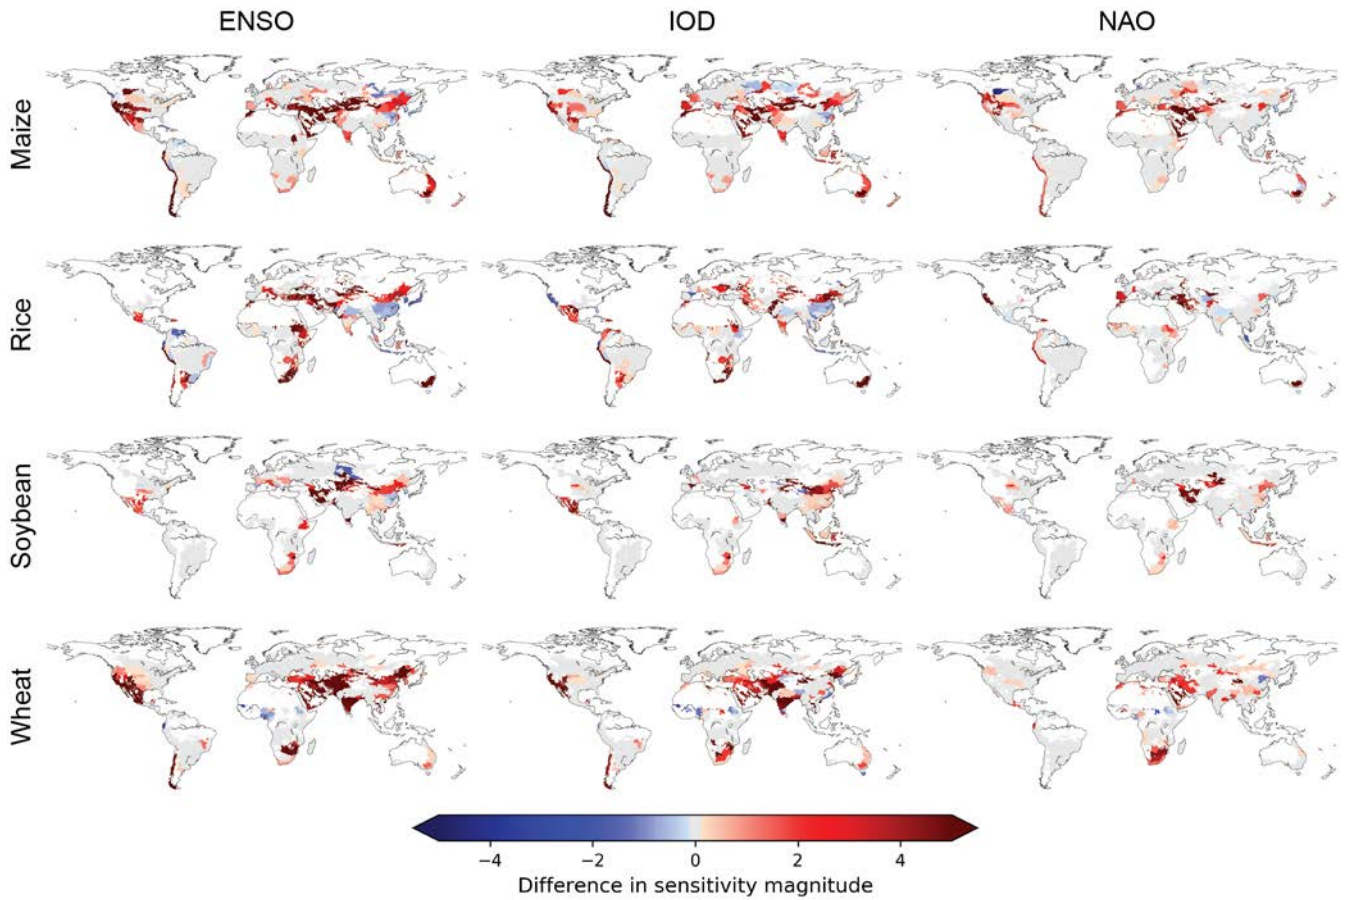 ENSO IOD NAO
Maize
Rice
Soybean
Wheat
−4 −2 0 2 4
Difference in sensitivity magnitude